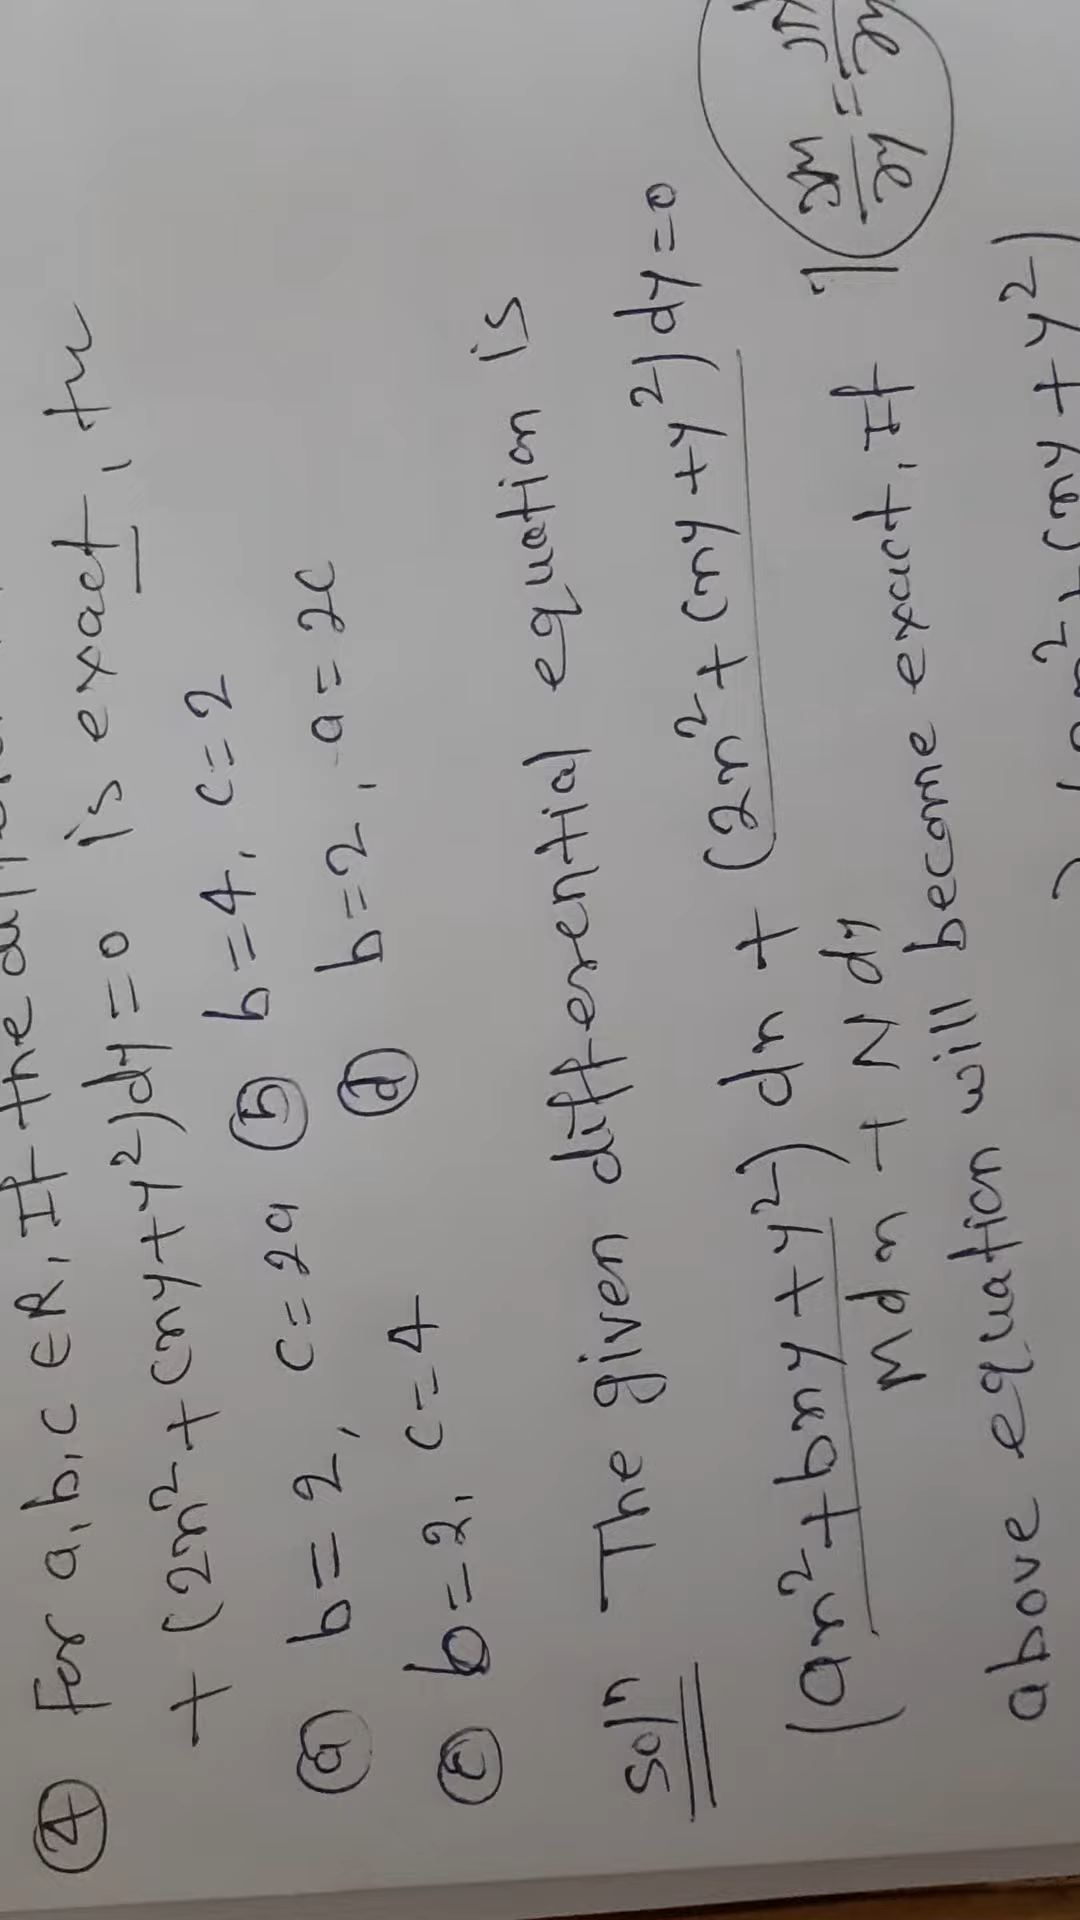 ④ For a, b, c ∈ R, If the
+ (2x² + cxy + y²) dy = 0 is exact, the
ⓐ b = 2, c = 2a ⓑ b = 4, c = 2
ⓒ b = 2, c = 4 ⓓ b = 2, a = 2c
Solⁿ The given differential equation is
(ax² + bxy + y²) dx + (2x² + cxy + y²) dy = 0
M dx + N dy
above equation will become exact, If
∂M/∂y =
(cxy + y²)